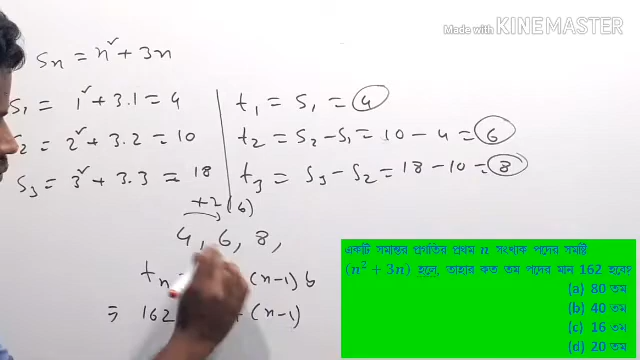 Made with KINEMASTER
Sn = n² + 3n
S1 = 1² + 3.1 = 4
S2 = 2² + 3.2 = 10
S3 = 3² + 3.3 = 18
t1 = S1 = 4
t2 = S2 - S1 = 10 - 4 = 6
t3 = S3 - S2 = 18 - 10 = 8
+2 (b)
4, 6, 8,
tn (n-1) b
⇒ 162 + (n-1)
একটি সমান্তর প্রগতির প্রথম n সংখ্যক পদের সমষ্টি
(n² + 3n) হলে, তাহার কত তম পদের মান 162 হবে?
(a) 80 তম
(b) 40 তম
(c) 16 তম
(d) 20 তম